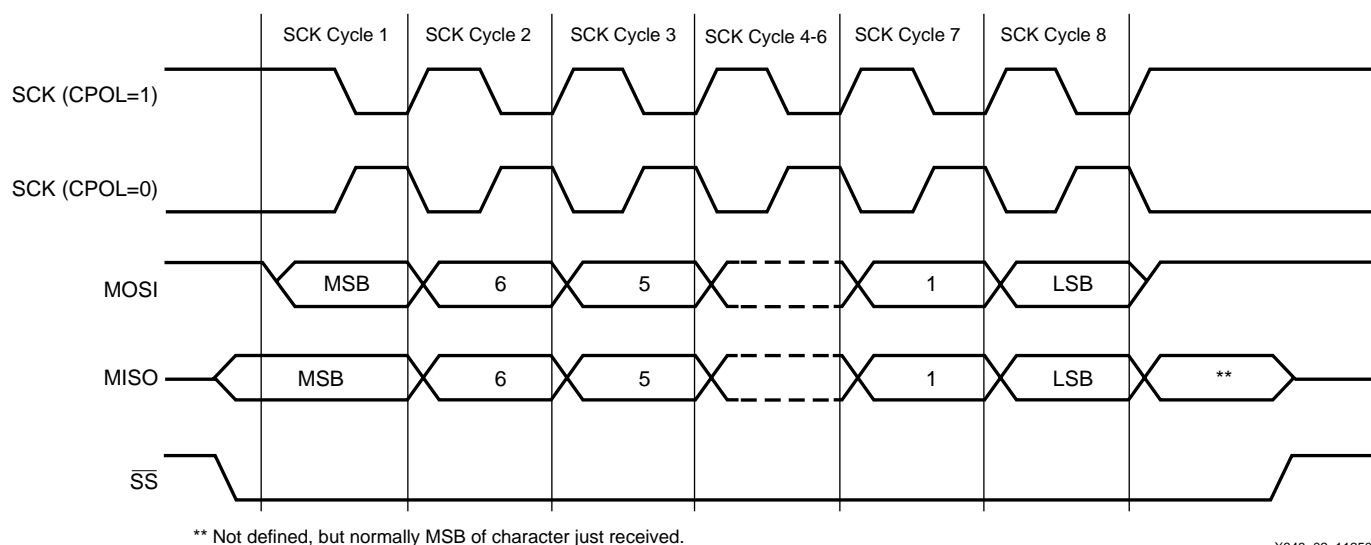 SCK Cycle 1 SCK Cycle 2 SCK Cycle 3 SCK Cycle 4-6 SCK Cycle 7 SCK Cycle 8
SCK (CPOL=1)
SCK (CPOL=0)
MOSI MSB 6 5 1 LSB
MISO MSB 6 5 1 LSB **
SS
** Not defined, but normally MSB of character just received.